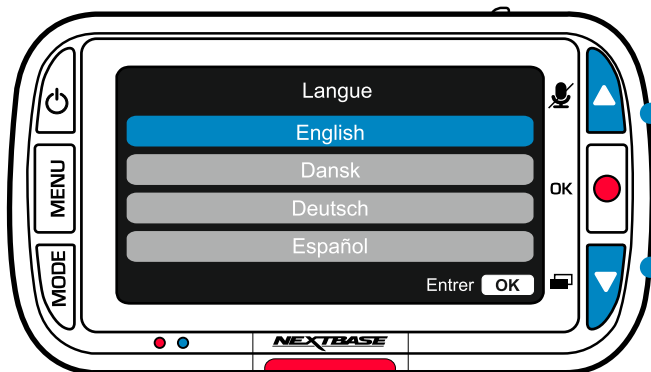 Langue
English
Dansk
Deutsch
Español
Entrer OK
MENU
MODE
OK
NEXTBASE